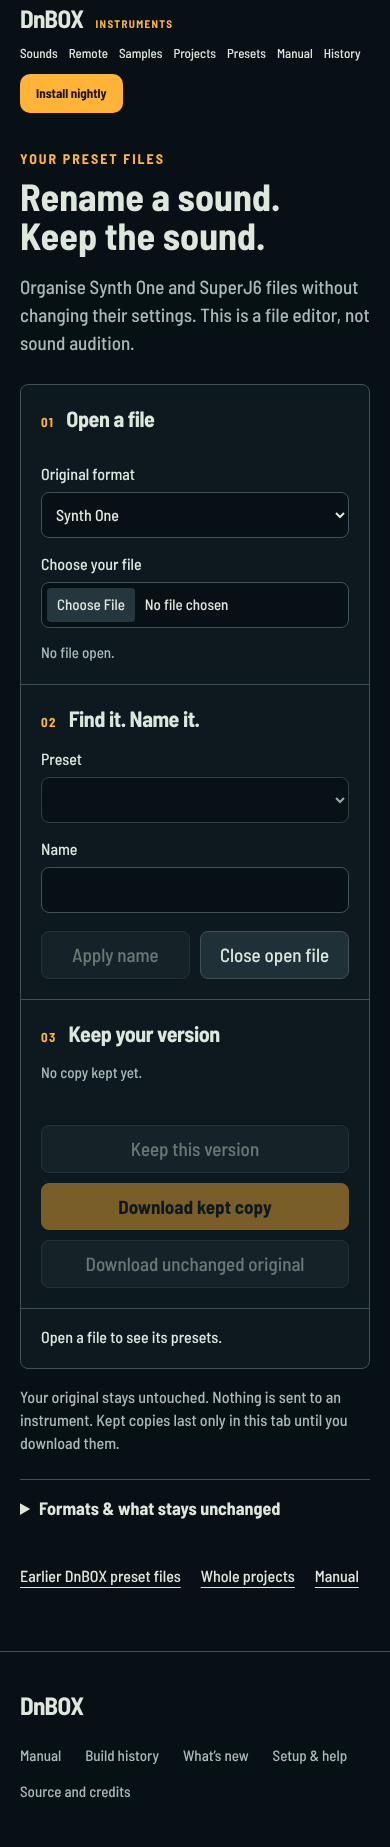 DnBOX INSTRUMENTS
Sounds Remote Samples Projects Presets Manual History
Install nightly
YOUR PRESET FILES
Rename a sound.
Keep the sound.
Organise Synth One and SuperJ6 files without
changing their settings. This is a file editor, not
sound audition.
01 Open a file
Original format
Synth One
Choose your file
Choose File No file chosen
No file open.
02 Find it. Name it.
Preset
Name
Apply name Close open file
03 Keep your version
No copy kept yet.
Keep this version
Download kept copy
Download unchanged original
Open a file to see its presets.
Your original stays untouched. Nothing is sent to an
instrument. Kept copies last only in this tab until you
download them.
Formats & what stays unchanged
Earlier DnBOX preset files Whole projects Manual
DnBOX
Manual Build history What's new Setup & help
Source and credits